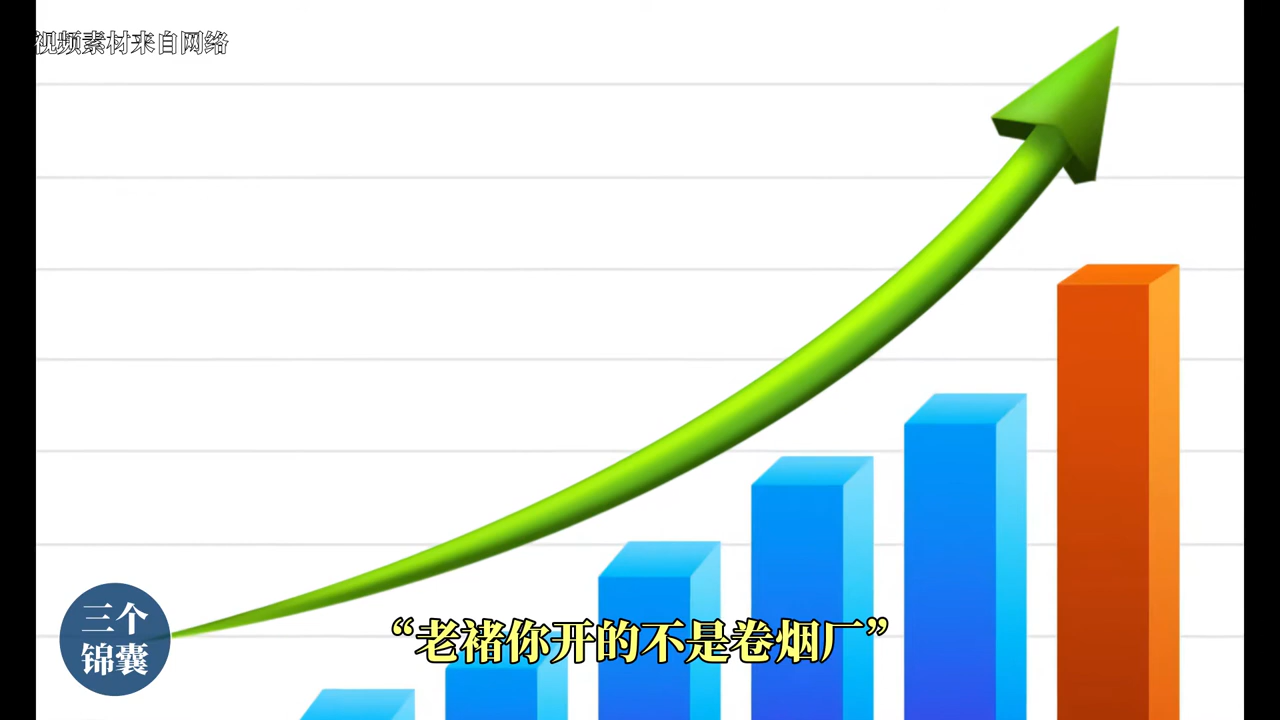 视频素材来自网络
三个
锦囊
“老褚你开的不是卷烟厂”